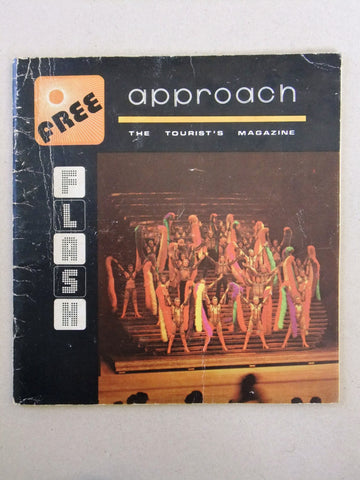 FREE
approach
THE TOURIST'S MAGAZINE
FLASH